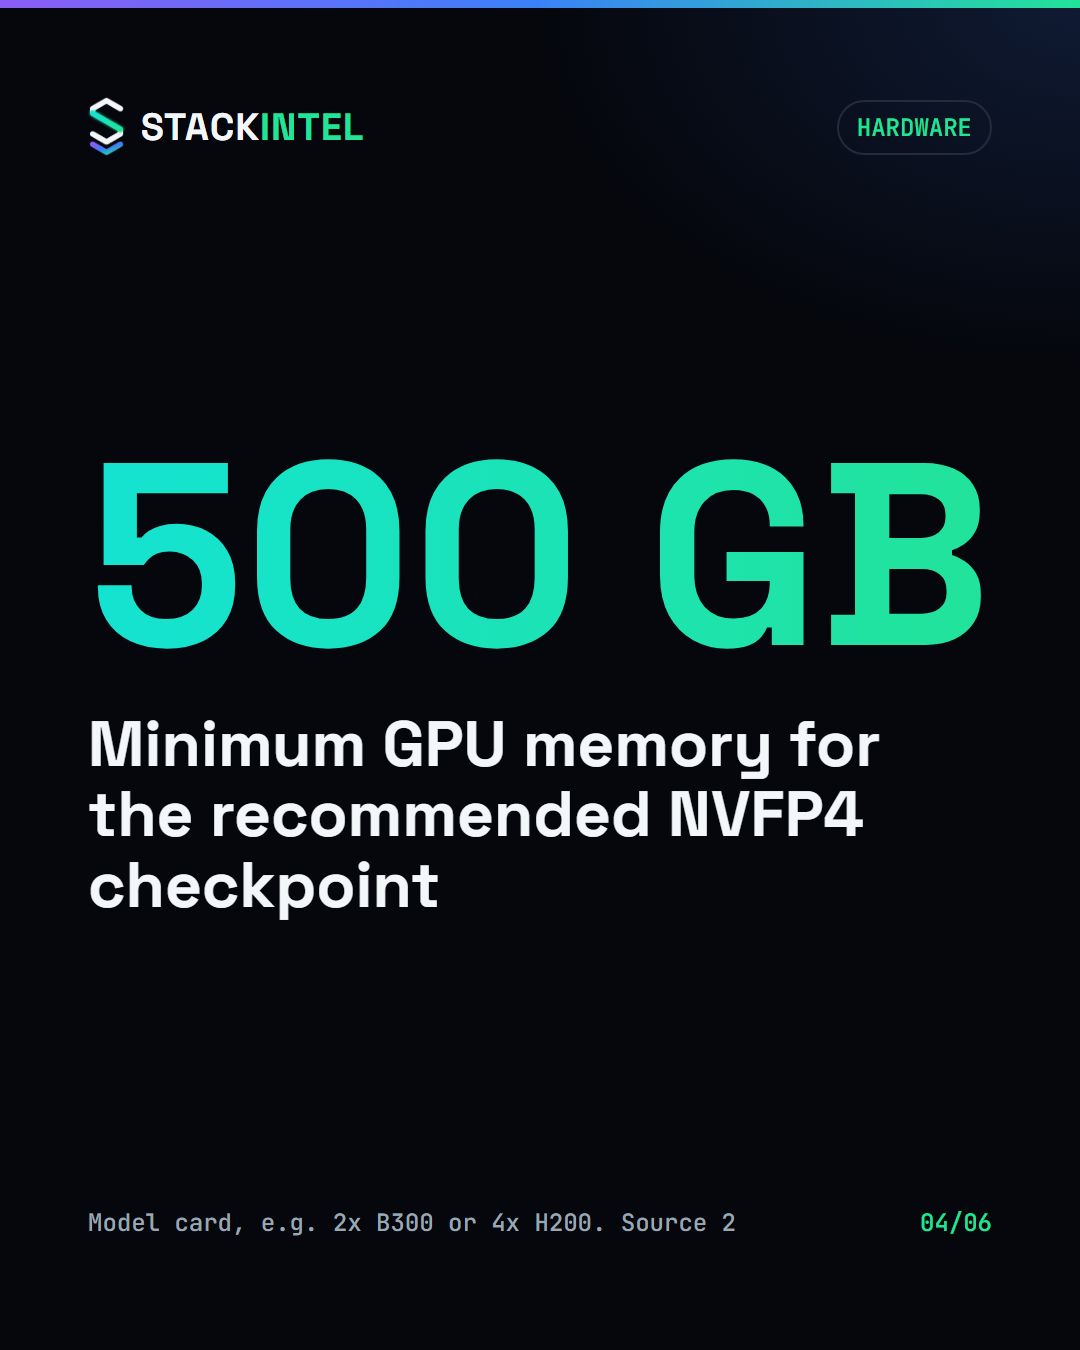 STACKINTEL
HARDWARE
500 GB
Minimum GPU memory for
the recommended NVFP4
checkpoint
Model card, e.g. 2x B300 or 4x H200. Source 2
04/06